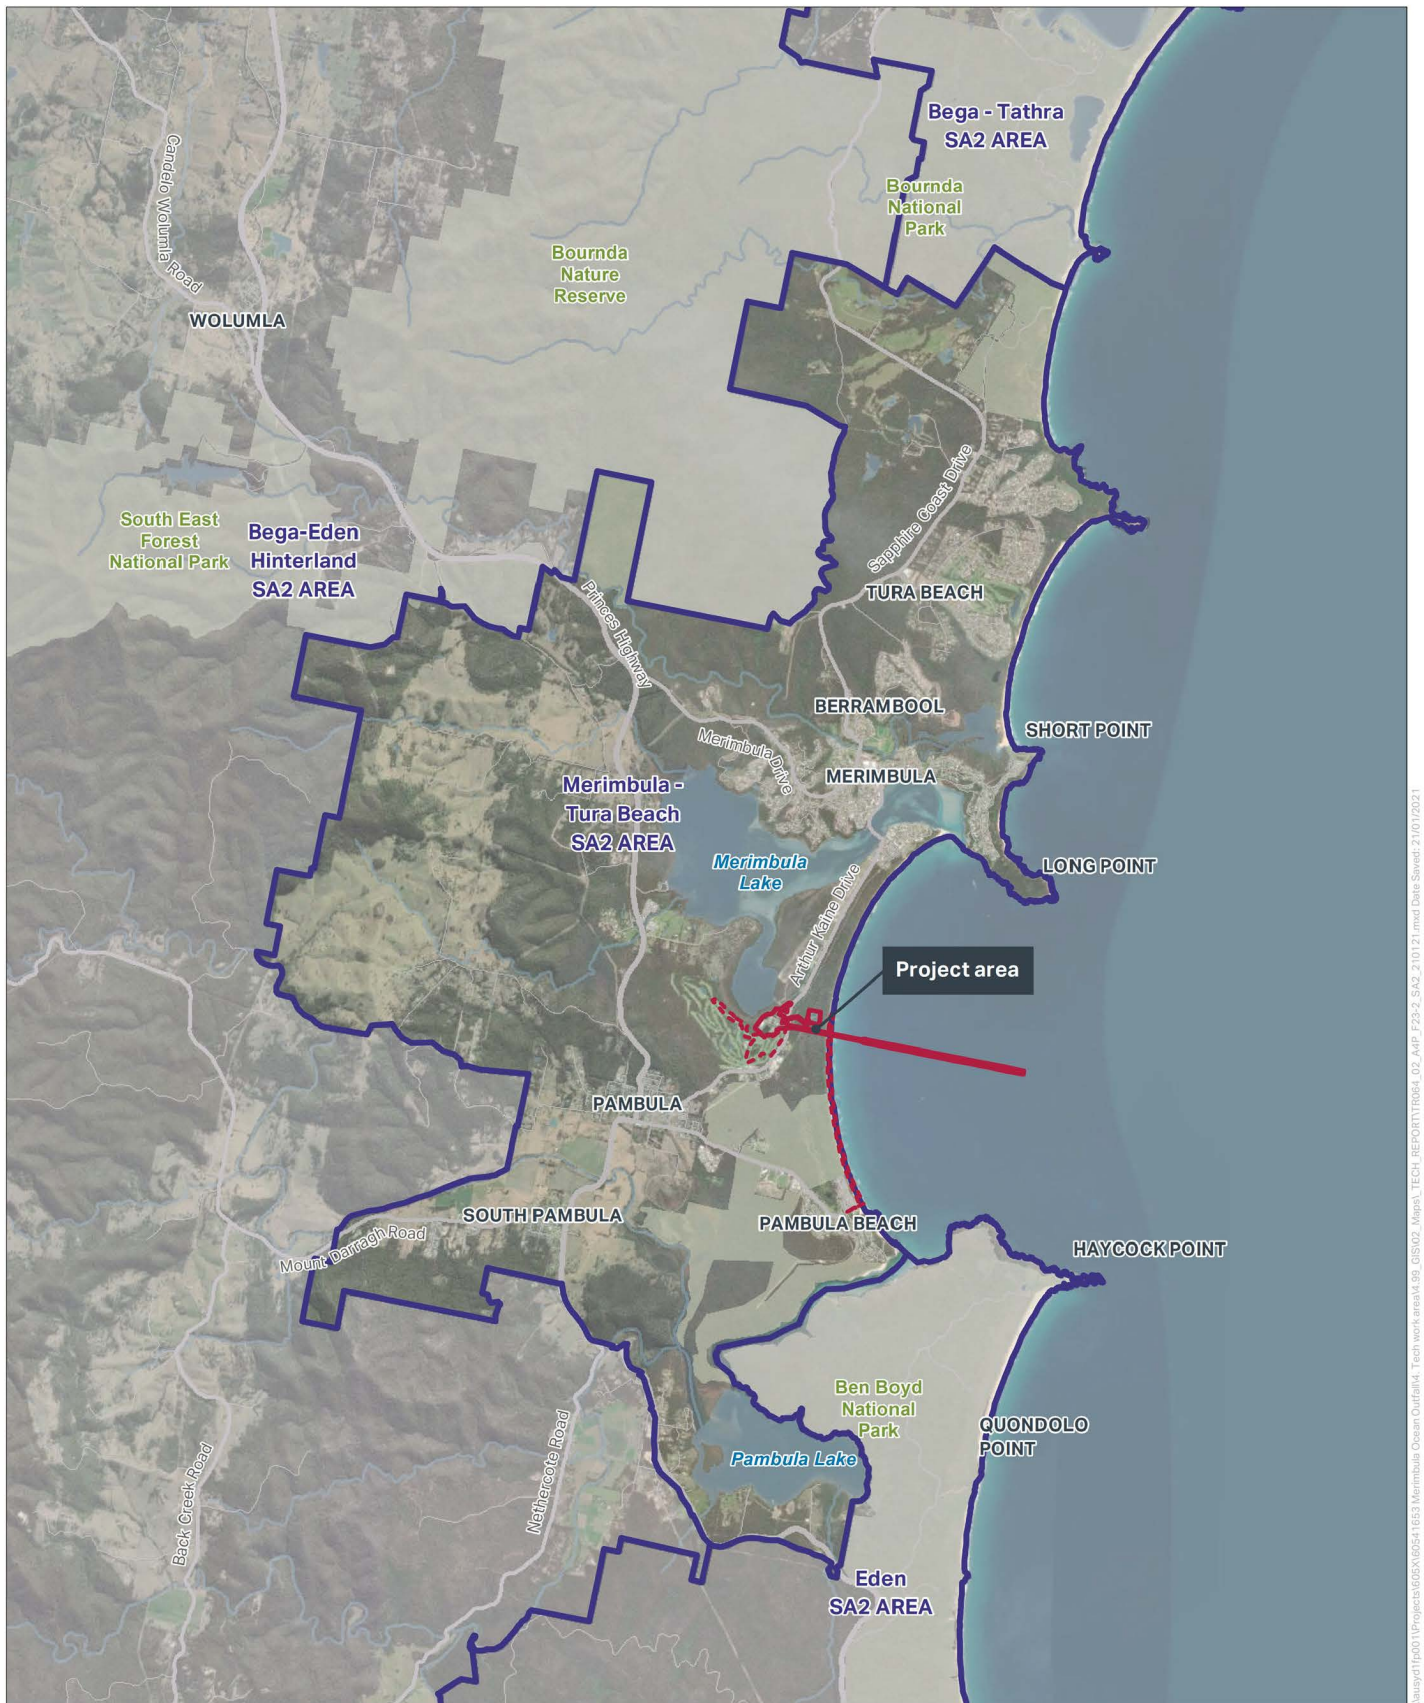 Bega - Tathra
SA2 AREA
Bournda
National
Park
Candelo Wolumla Road
Bournda
Nature
Reserve
WOLUMLA
Sapphire Coast Drive
South East
Forest
National Park
Bega-Eden
Hinterland
SA2 AREA
Princes Highway
TURA BEACH
BERRAMBOOL
SHORT POINT
Merimbula Drive
MERIMBULA
Merimbula -
Tura Beach
SA2 AREA
Merimbula
Lake
LONG POINT
Arthur Kaine Drive
Project area
PAMBULA
SOUTH PAMBULA
PAMBULA BEACH
Mount Darragh Road
HAYCOCK POINT
Ben Boyd
National
Park
QUONDOLO
POINT
Pambula Lake
Nethercote Road
Back Creek Road
Eden
SA2 AREA